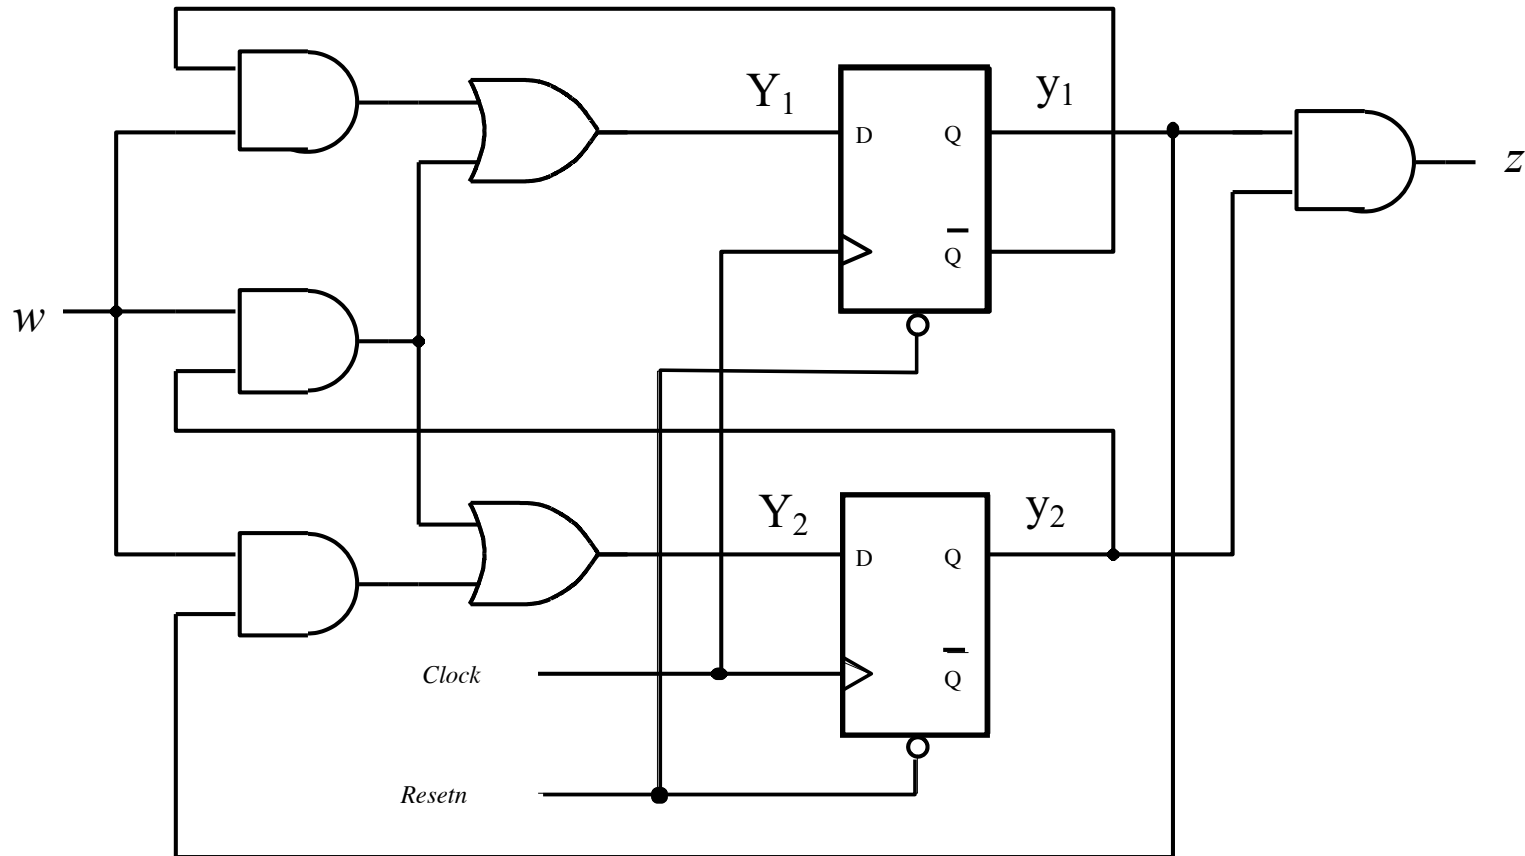 Y₁
y₁
D
Q
z
Q̅
w
Y₂
y₂
D
Q
Clock
Q̅
Resetn